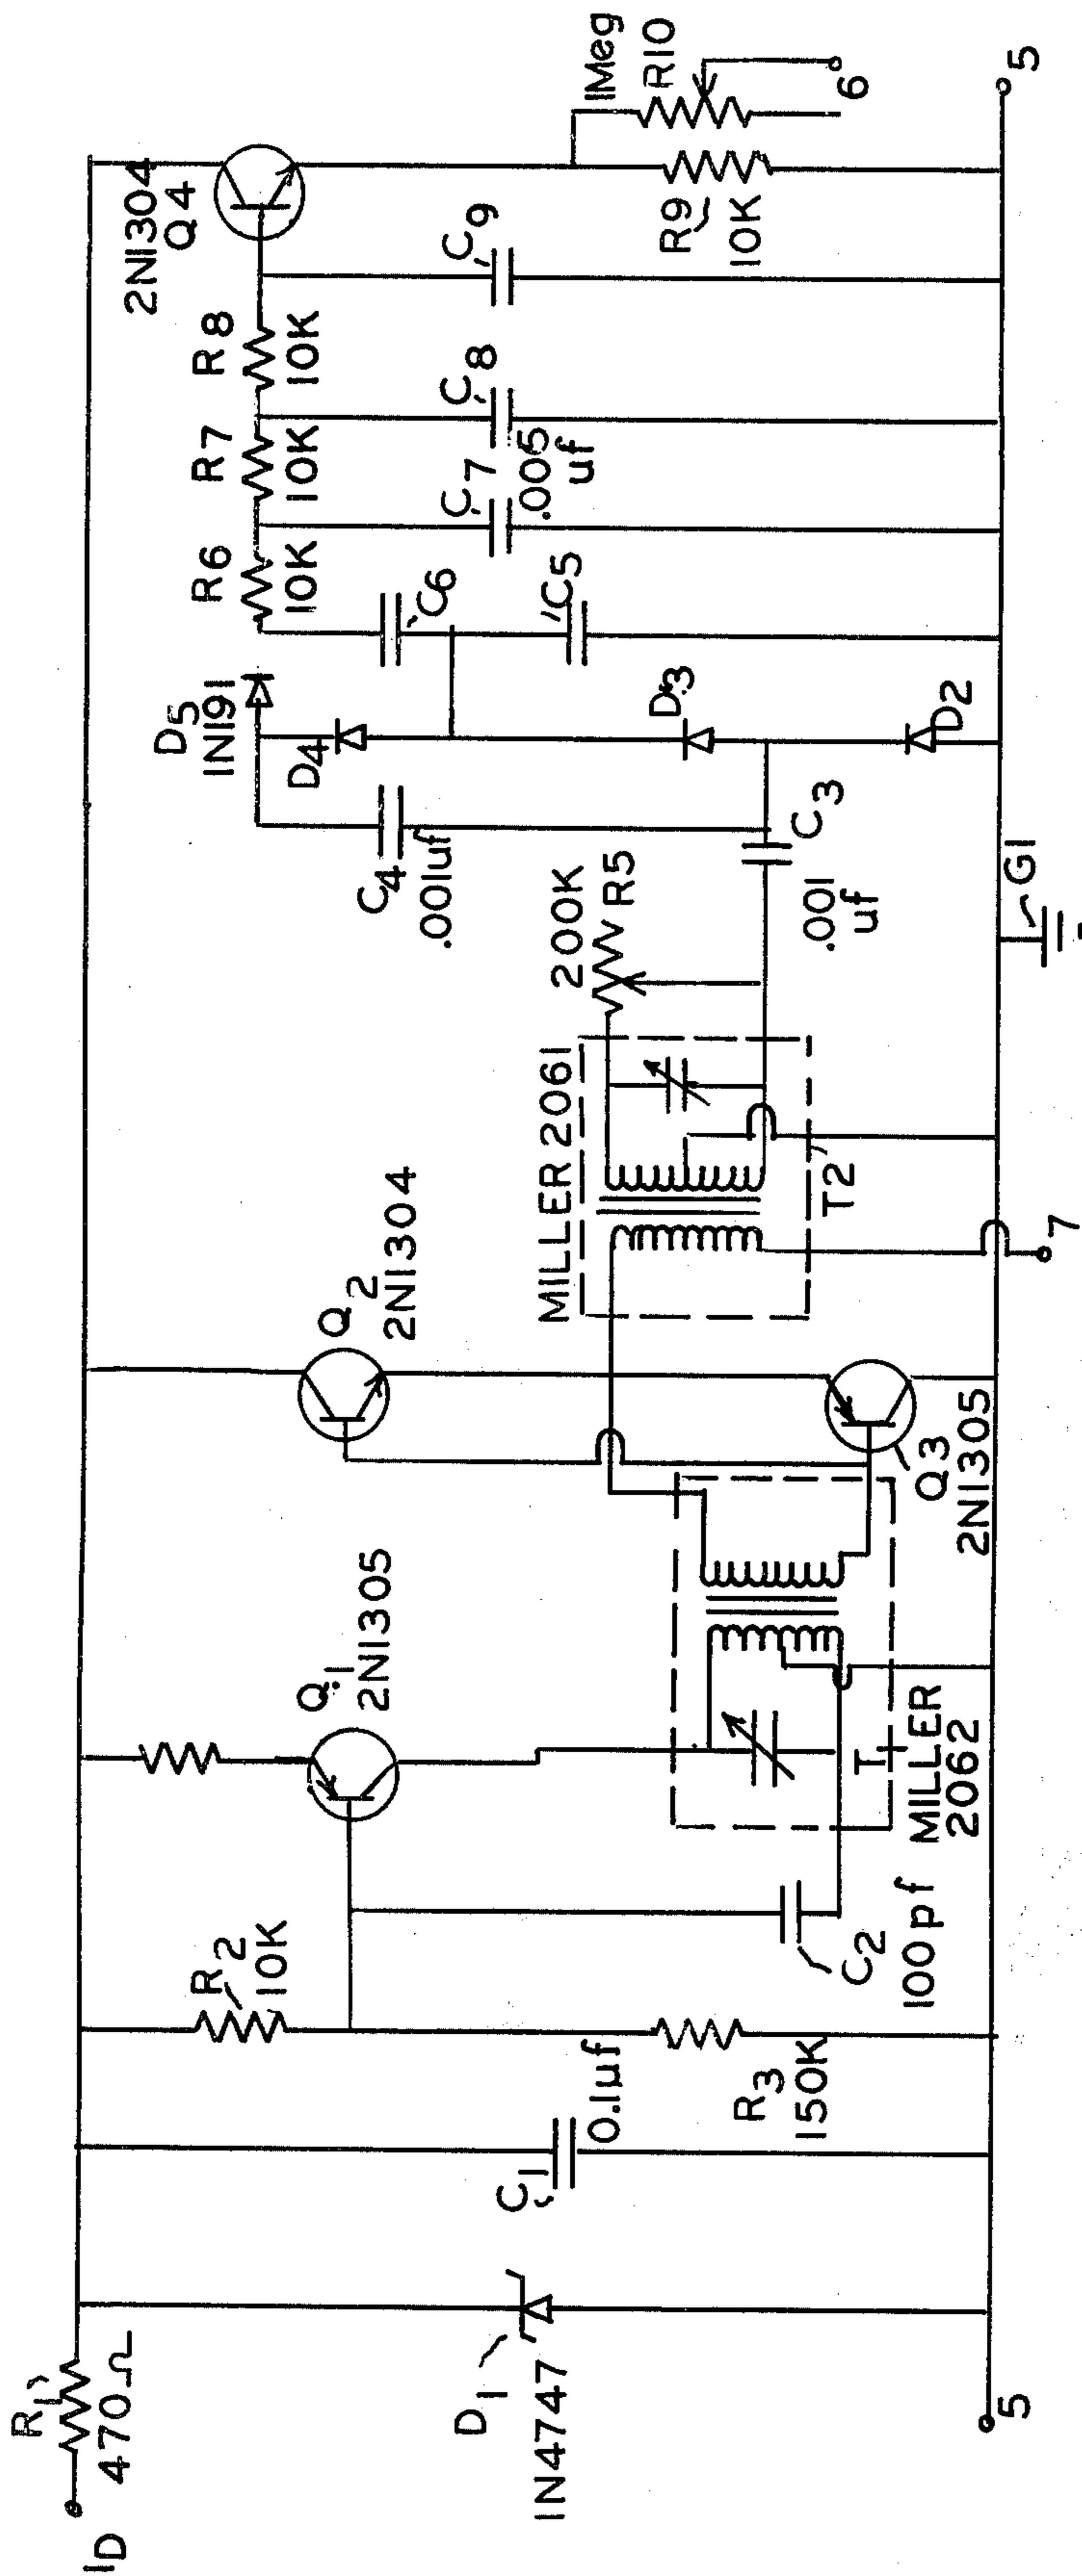 1D
R1
470Ω
D1
1N4747
C1
0.1µf
R2
10K
R3
150K
C2
100pf
Q1
2N1305
T1
MILLER
2062
Q2
2N1304
Q3
2N1305
MILLER 2061
T2
7
200K
R5
C3
.001
uf
G1
C4
.001uf
D5
1N191
D4
D3
D2
R6
10K
C6
C5
R7
10K
C7
.005
uf
R8
10K
C8
C9
2N1304
Q4
R9
10K
1Meg
R10
6
5
5